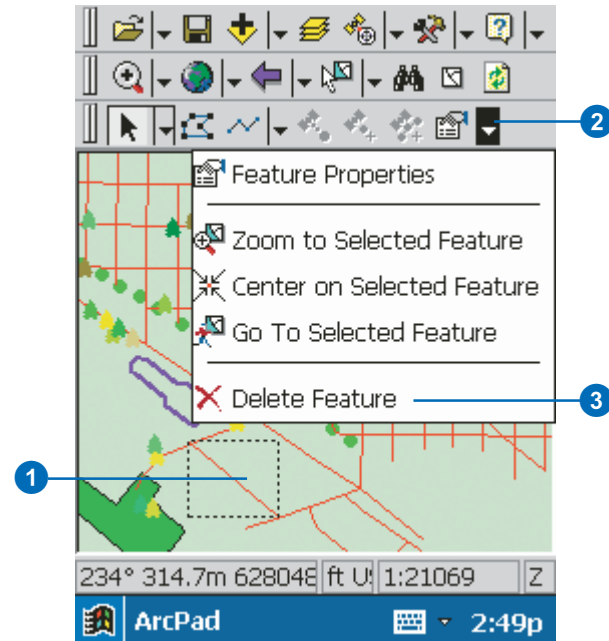 2
Feature Properties
Zoom to Selected Feature
Center on Selected Feature
Go To Selected Feature
Delete Feature
3
1
234° 314.7m 628048 ft U 1:21069 Z
ArcPad 2:49p